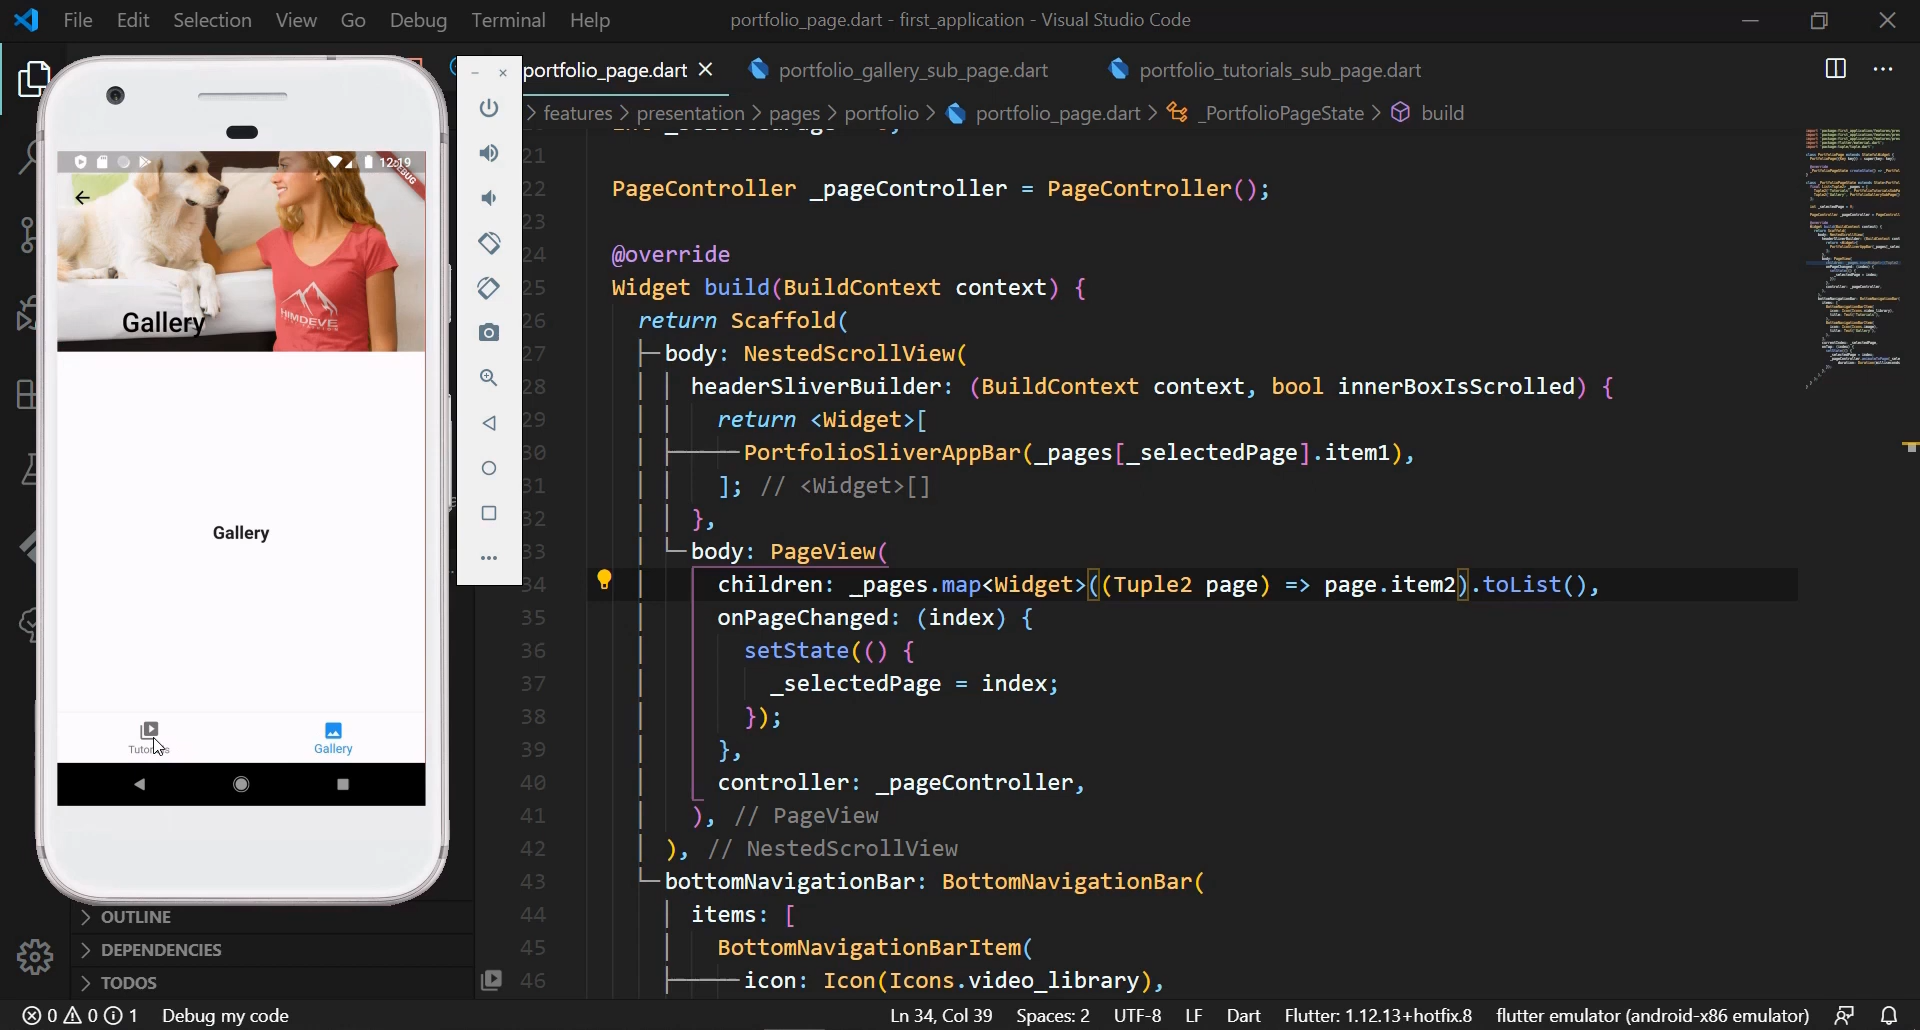 File Edit Selection View Go Debug Terminal Help
portfolio_page.dart - first_application - Visual Studio Code
portfolio_page.dart
portfolio_gallery_sub_page.dart
portfolio_tutorials_sub_page.dart
features > presentation > pages > portfolio > portfolio_page.dart > _PortfolioPageState > build
21
22 PageController _pageController = PageController();
23
24 @override
25 Widget build(BuildContext context) {
26 return Scaffold(
27 body: NestedScrollView(
28 headerSliverBuilder: (BuildContext context, bool innerBoxIsScrolled) {
29 return <Widget>[
30 PortfolioSliverAppBar(_pages[_selectedPage].item1),
31 ]; // <Widget>[]
32 },
33 body: PageView(
34 children: _pages.map<Widget>((Tuple2 page) => page.item2).toList(),
35 onPageChanged: (index) {
36 setState(() {
37 _selectedPage = index;
38 });
39 },
40 controller: _pageController,
41 ), // PageView
42 ), // NestedScrollView
43 bottomNavigationBar: BottomNavigationBar(
44 items: [
45 BottomNavigationBarItem(
46 icon: Icon(Icons.video_library),
12:19
DEBUG
HIMDEVE
Gallery
Gallery
Gallery
OUTLINE
DEPENDENCIES
TODOS
0 0 1 Debug my code
Ln 34, Col 39 Spaces: 2 UTF-8 LF Dart Flutter: 1.12.13+hotfix.8 flutter emulator (android-x86 emulator)